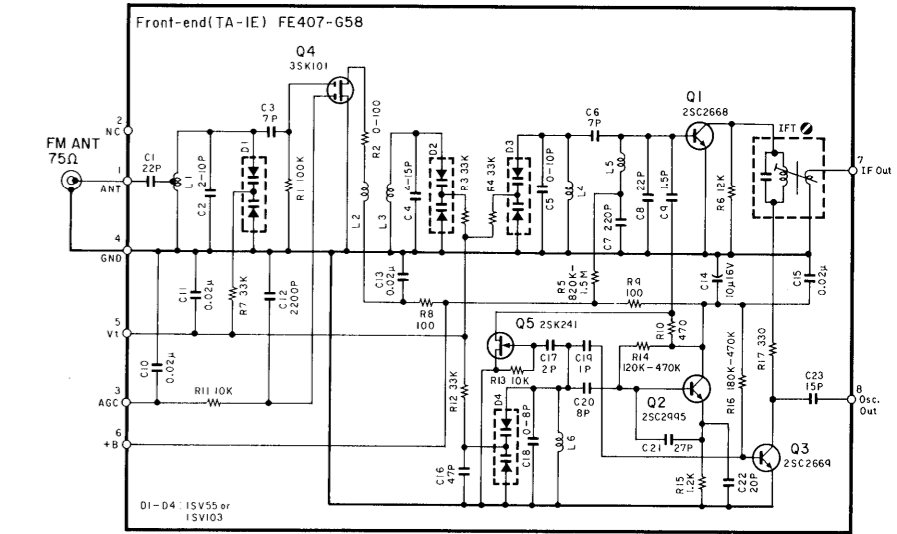 Front-end(TA-1E) FE407-G58
Q4
3SK101
2
NC
FM ANT
75Ω
1
ANT
C1
22P
L1
C2
2-10P
D1
C3
7P
R1 100K
R2 0-100
L2
L3
C4
4-15P
D2
R3 33K
R4 33K
D3
C5
0-10P
L4
C6
7P
L5
C7 220P
C8 22P
C9 1.5P
Q1
2SC2668
R6 12K
IFT
7
IF Out
4
GND
C11
0.02μ
R7 33K
C12
2200P
C13
0.02μ
R8
100
R5
820K-
1.5M
R9
100
C14
10μ16V
C15
0.02μ
5
Vt
C10
0.02μ
3
AGC
R11 10K
6
+B
R12 33K
C16
47P
Q5 2SK241
C17
2P
C19
1P
R13 10K
D4
C18 0-8P
L6
C20
8P
R10
470
R14
120K-470K
Q2
2SC2995
C21 27P
R15
1.2K
C22
20P
R16 180K-470K
R17 330
C23
15P
8
Osc.
Out
Q3
2SC2669
D1-D4: 1SV55 or
1SV103